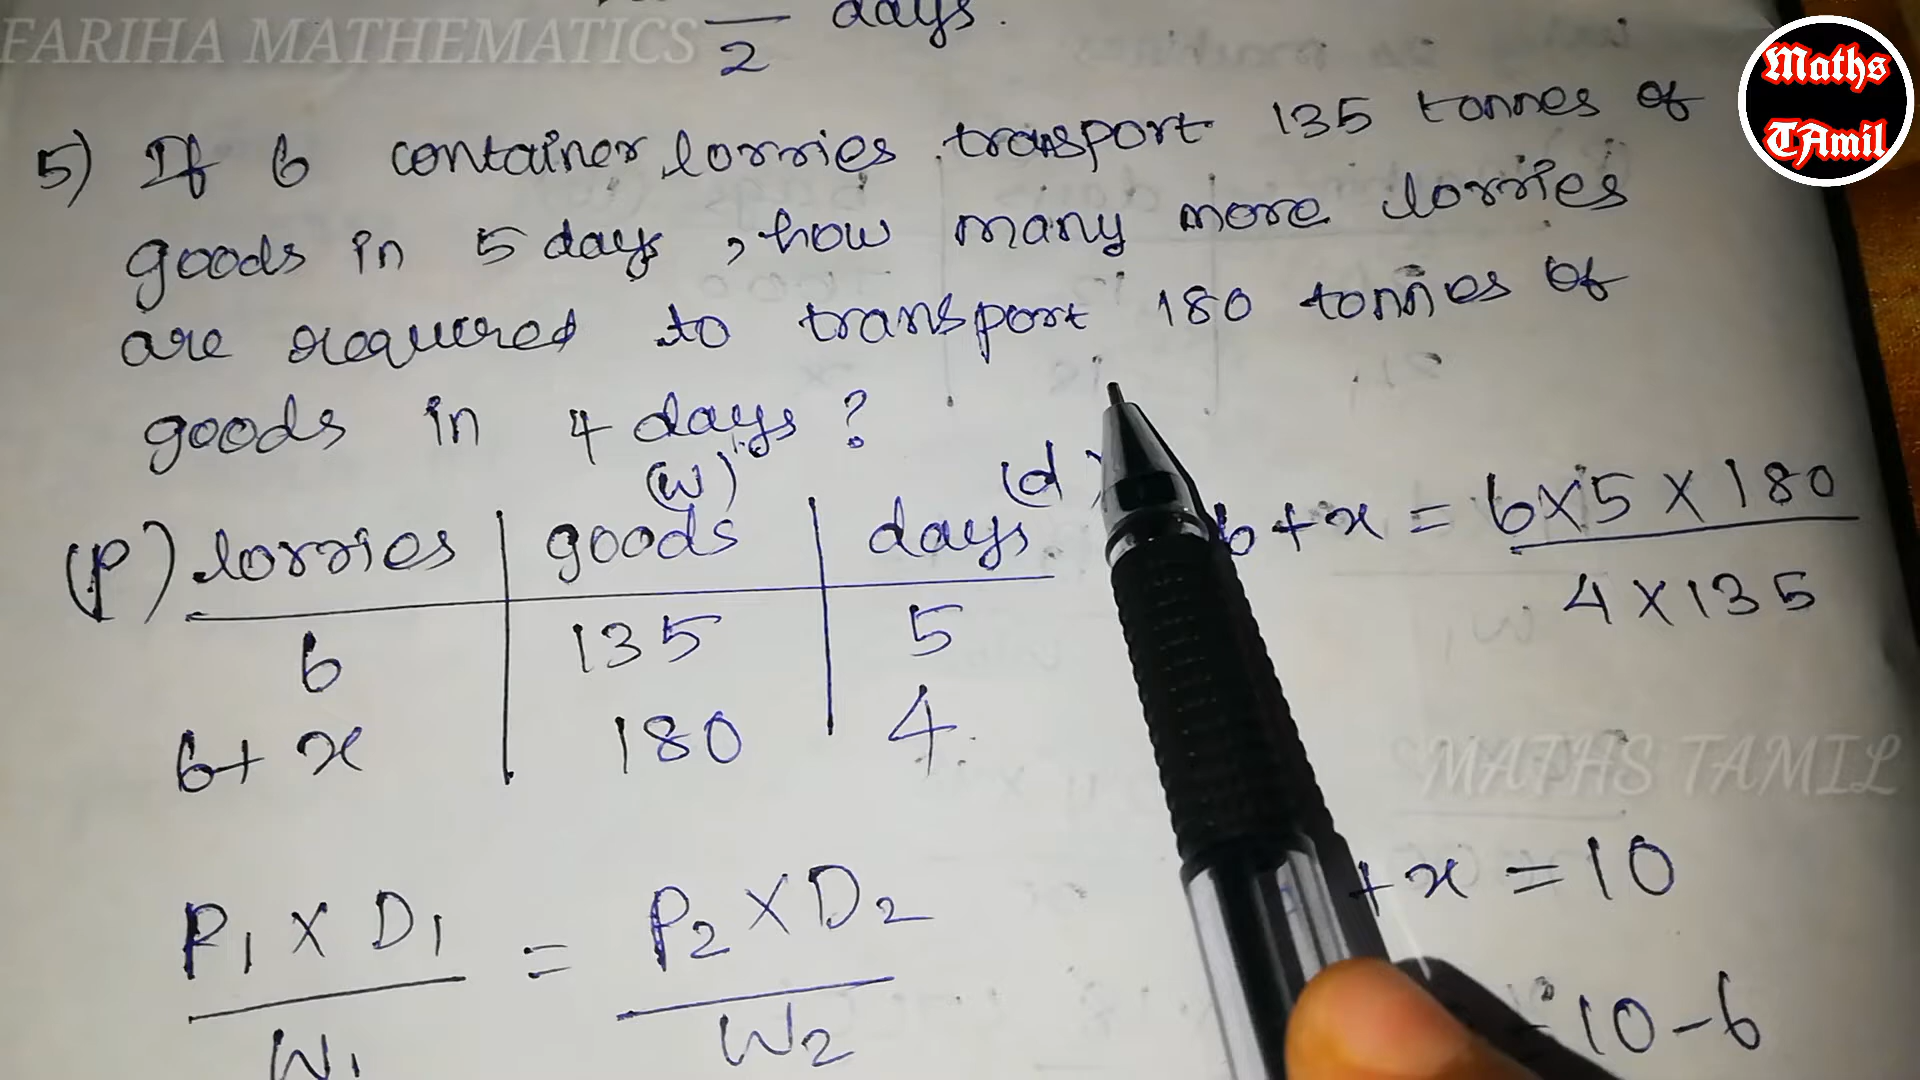 FARIHA MATHEMATICS
Maths
TAmil
2 days.
5) If 6 container lorries transport 135 tonnes of
goods in 5 days, how many more lorries
are required to transport 180 tonnes of
goods in 4 days?
(w) (d)
(P) lorries goods days
6 135 5
6+x 180 4
6+x = 6×5×180
4×135
MATHS TAMIL
+x = 10
10-6
P1 × D1 = P2 × D2
W1 W2